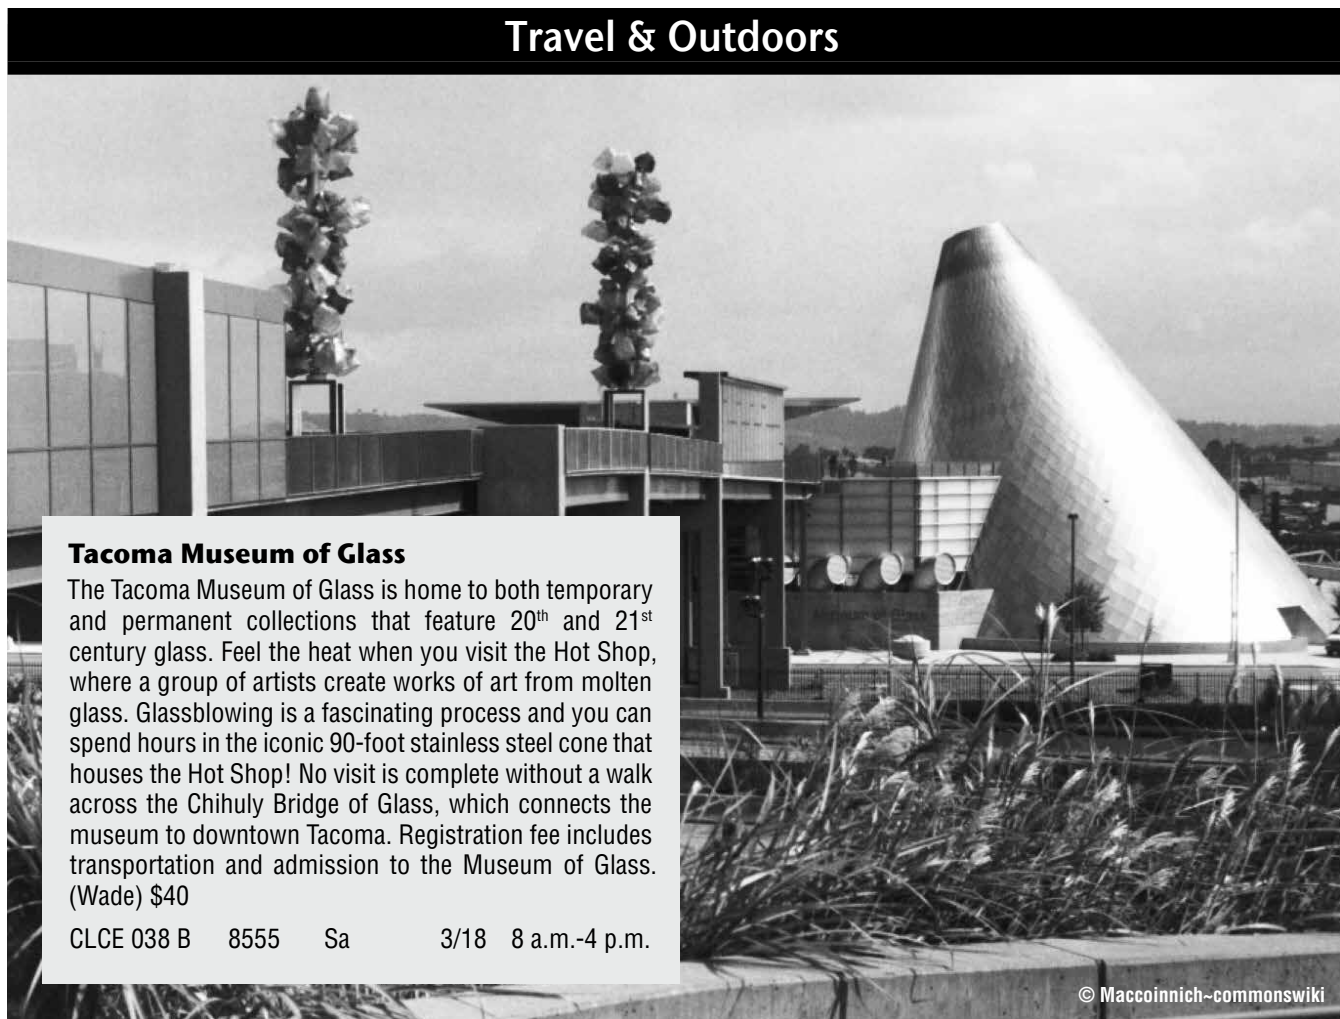 Travel & Outdoors
Tacoma Museum of Glass
The Tacoma Museum of Glass is home to both temporary
and permanent collections that feature 20th and 21st
century glass. Feel the heat when you visit the Hot Shop,
where a group of artists create works of art from molten
glass. Glassblowing is a fascinating process and you can
spend hours in the iconic 90-foot stainless steel cone that
houses the Hot Shop! No visit is complete without a walk
across the Chihuly Bridge of Glass, which connects the
museum to downtown Tacoma. Registration fee includes
transportation and admission to the Museum of Glass.
(Wade) $40
CLCE 038 B 8555 Sa 3/18 8 a.m.-4 p.m.
Museum of Glass
© Maccoinnich~commonswiki